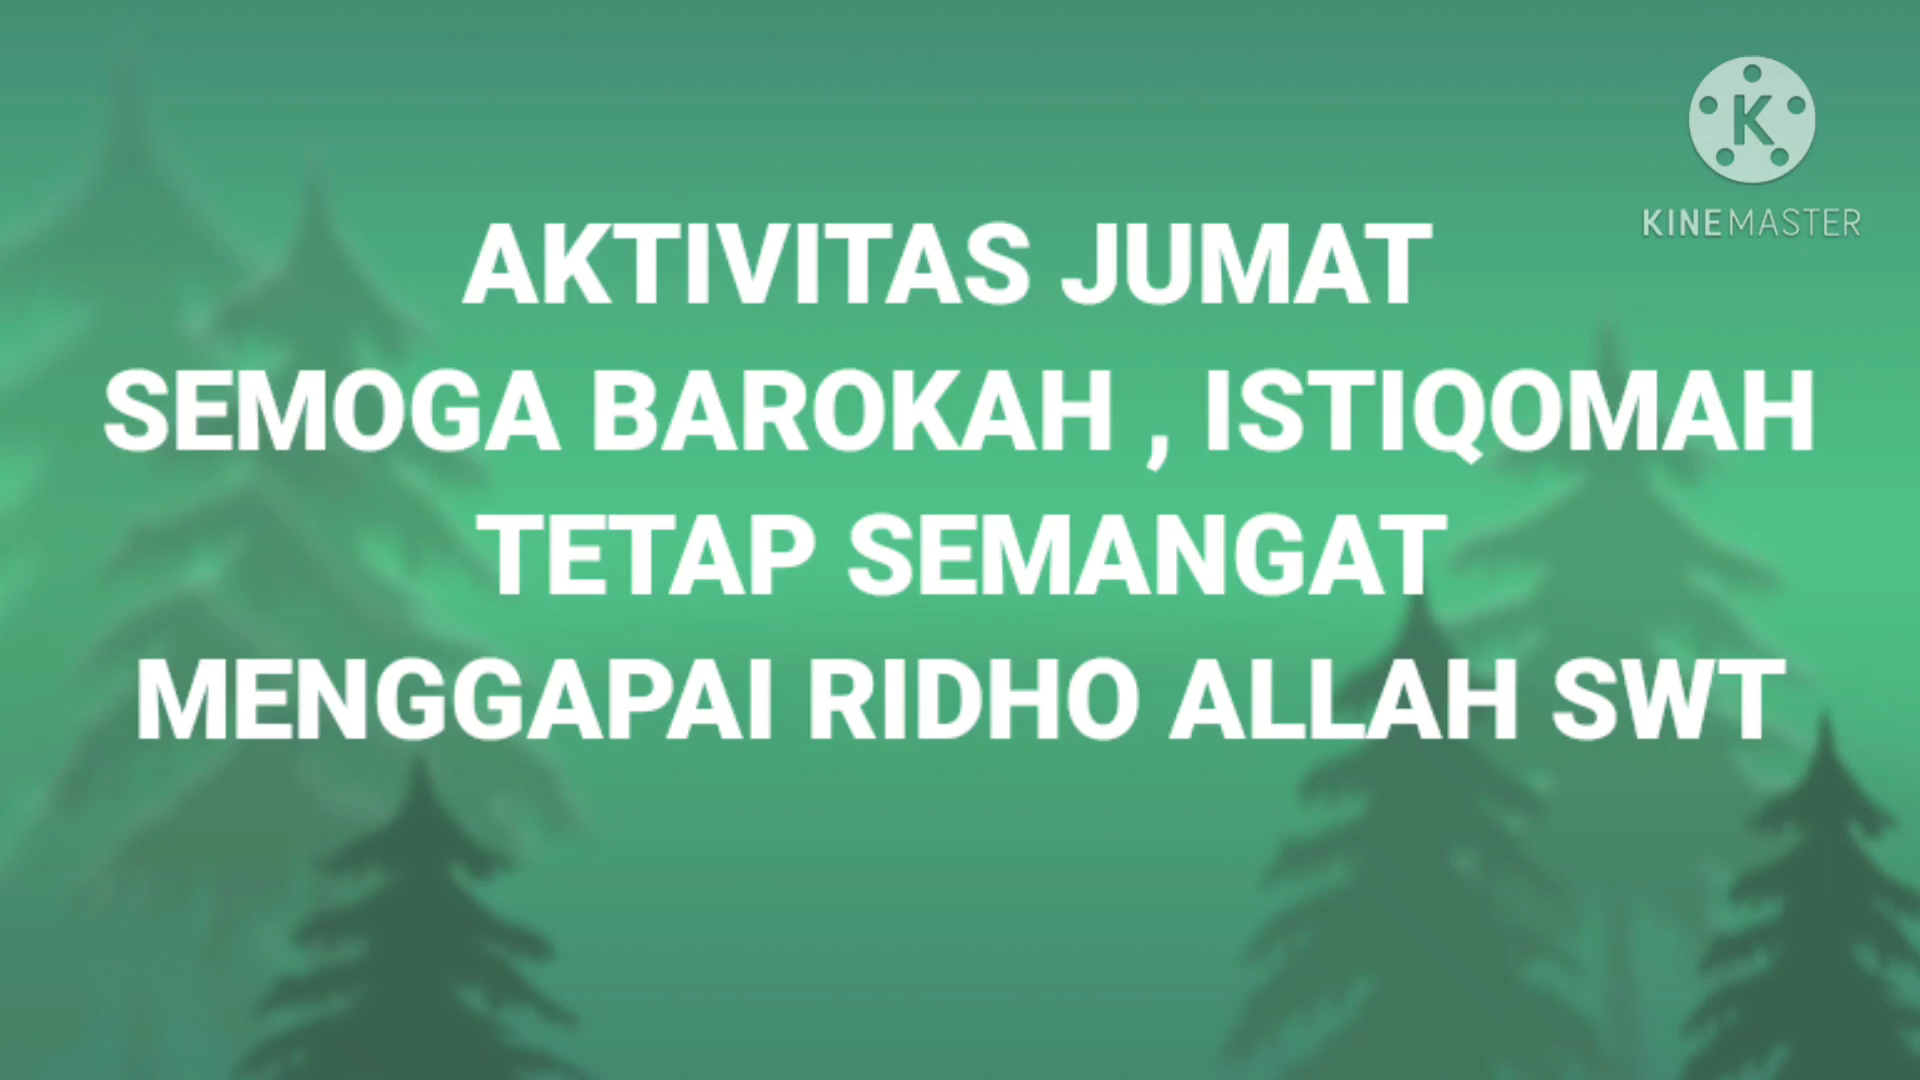 K
KINEMASTER
AKTIVITAS JUMAT
SEMOGA BAROKAH , ISTIQOMAH
TETAP SEMANGAT
MENGGAPAI RIDHO ALLAH SWT